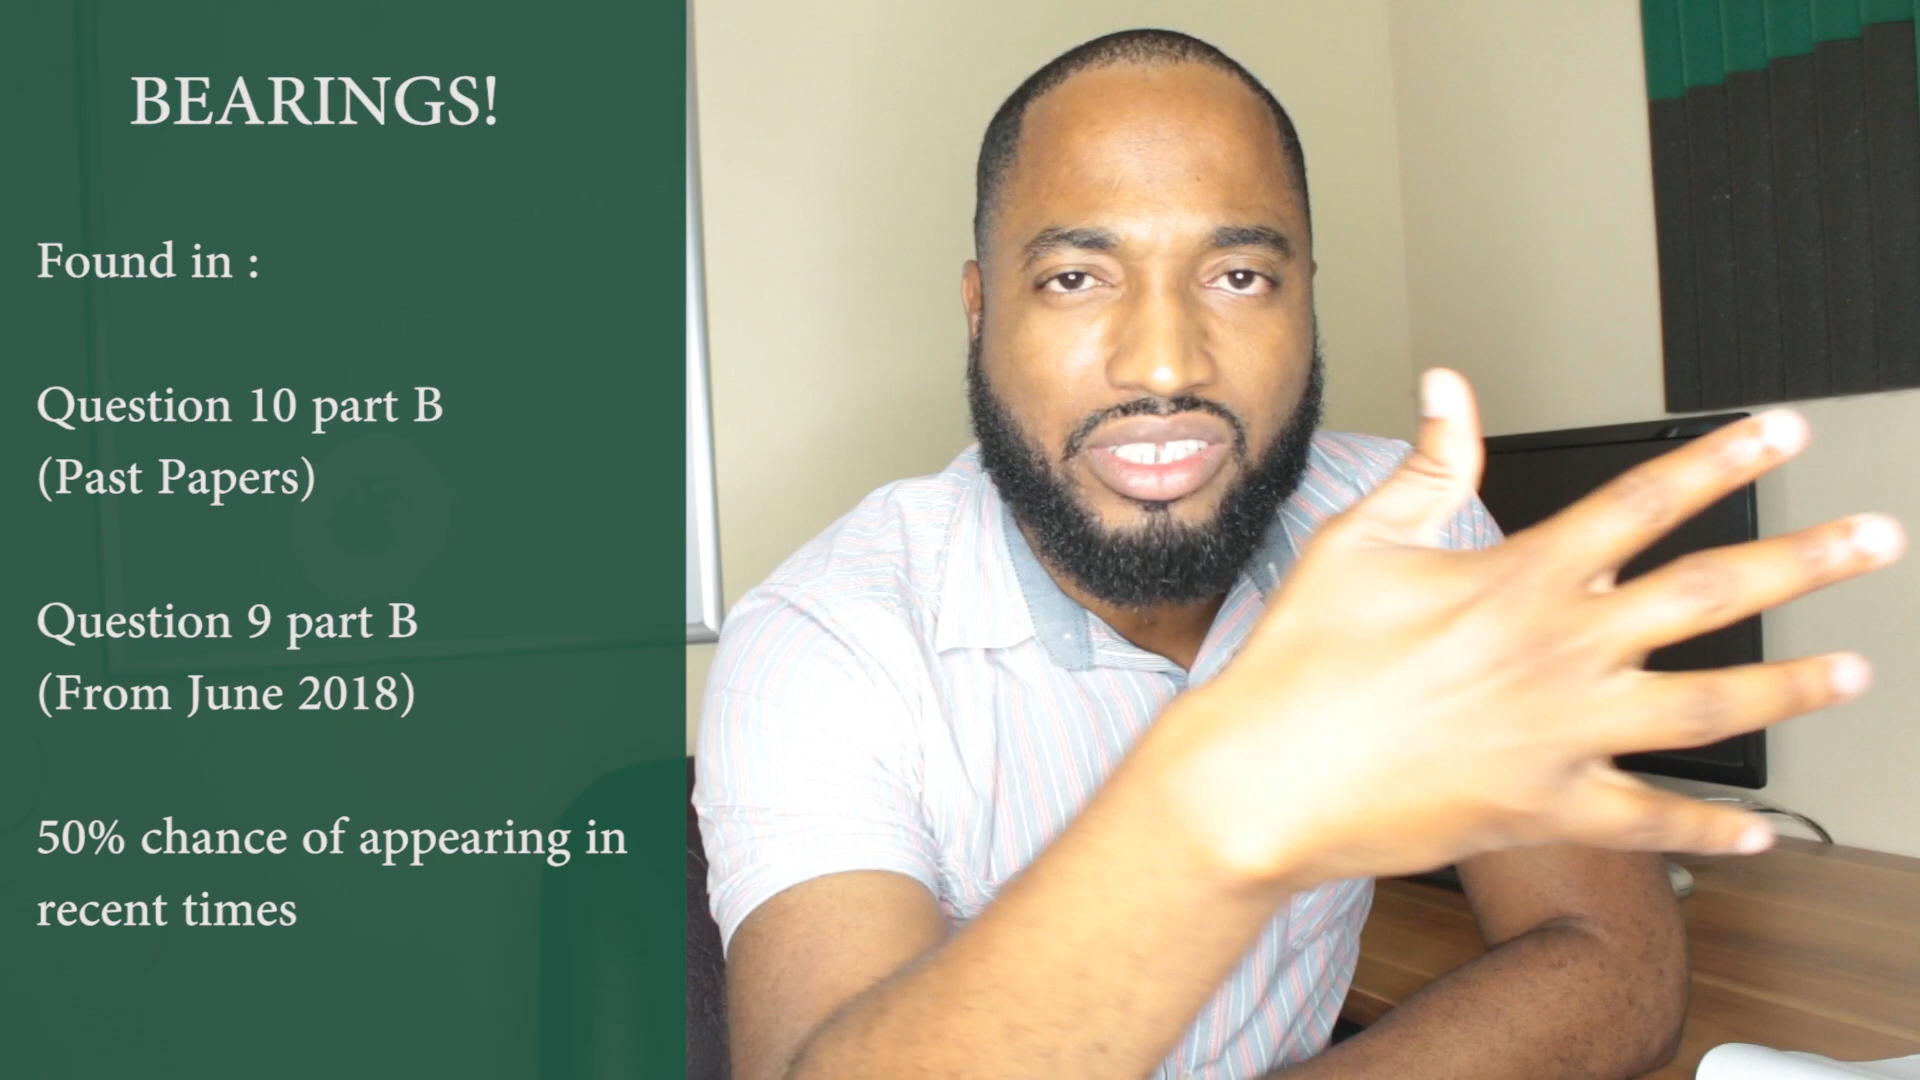 BEARINGS!
Found in :
Question 10 part B
(Past Papers)
Question 9 part B
(From June 2018)
50% chance of appearing in
recent times